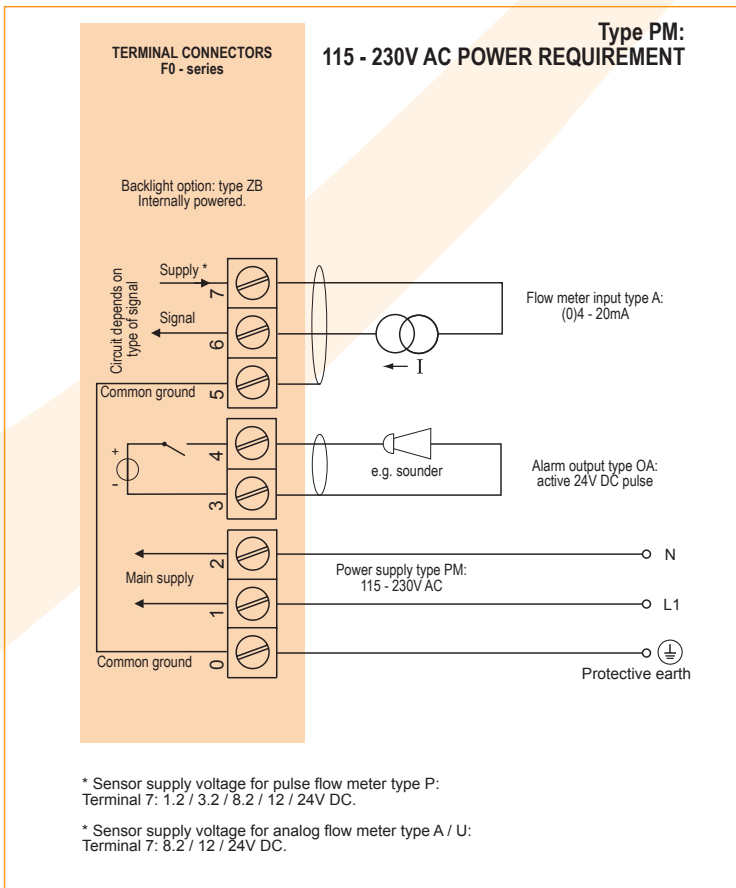 Type PM:
115 - 230V AC POWER REQUIREMENT
TERMINAL CONNECTORS
F0 - series
Backlight option: type ZB
Internally powered.
Circuit depends on
type of signal
Supply *
7
Signal
6
Common ground
5
Flow meter input type A:
(0)4 - 20mA
I
+
-
4
3
e.g. sounder
Alarm output type OA:
active 24V DC pulse
2
Main supply
1
Power supply type PM:
115 - 230V AC
N
L1
Common ground
0
Protective earth
* Sensor supply voltage for pulse flow meter type P:
Terminal 7: 1.2 / 3.2 / 8.2 / 12 / 24V DC.
* Sensor supply voltage for analog flow meter type A / U:
Terminal 7: 8.2 / 12 / 24V DC.